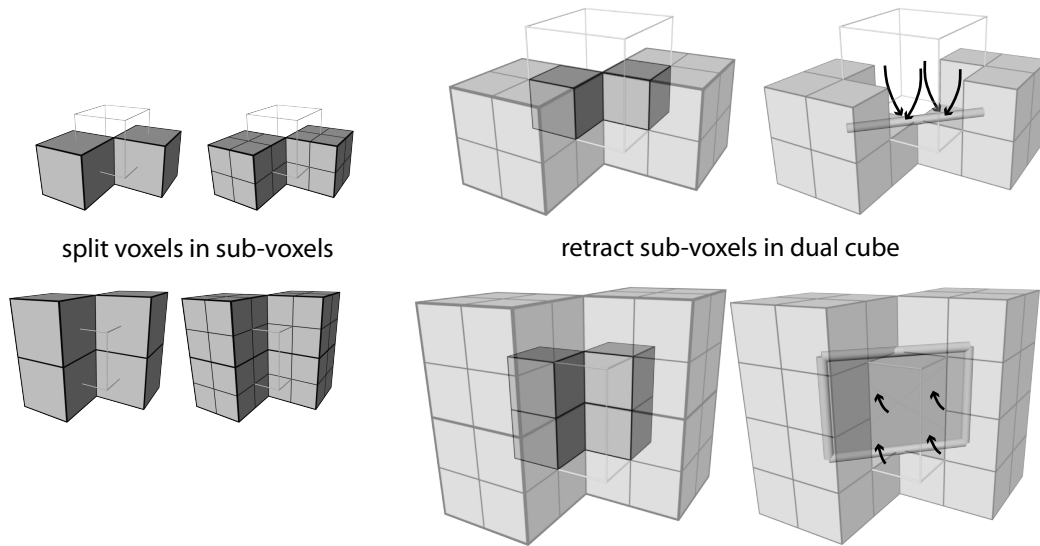 split voxels in sub-voxels
retract sub-voxels in dual cube